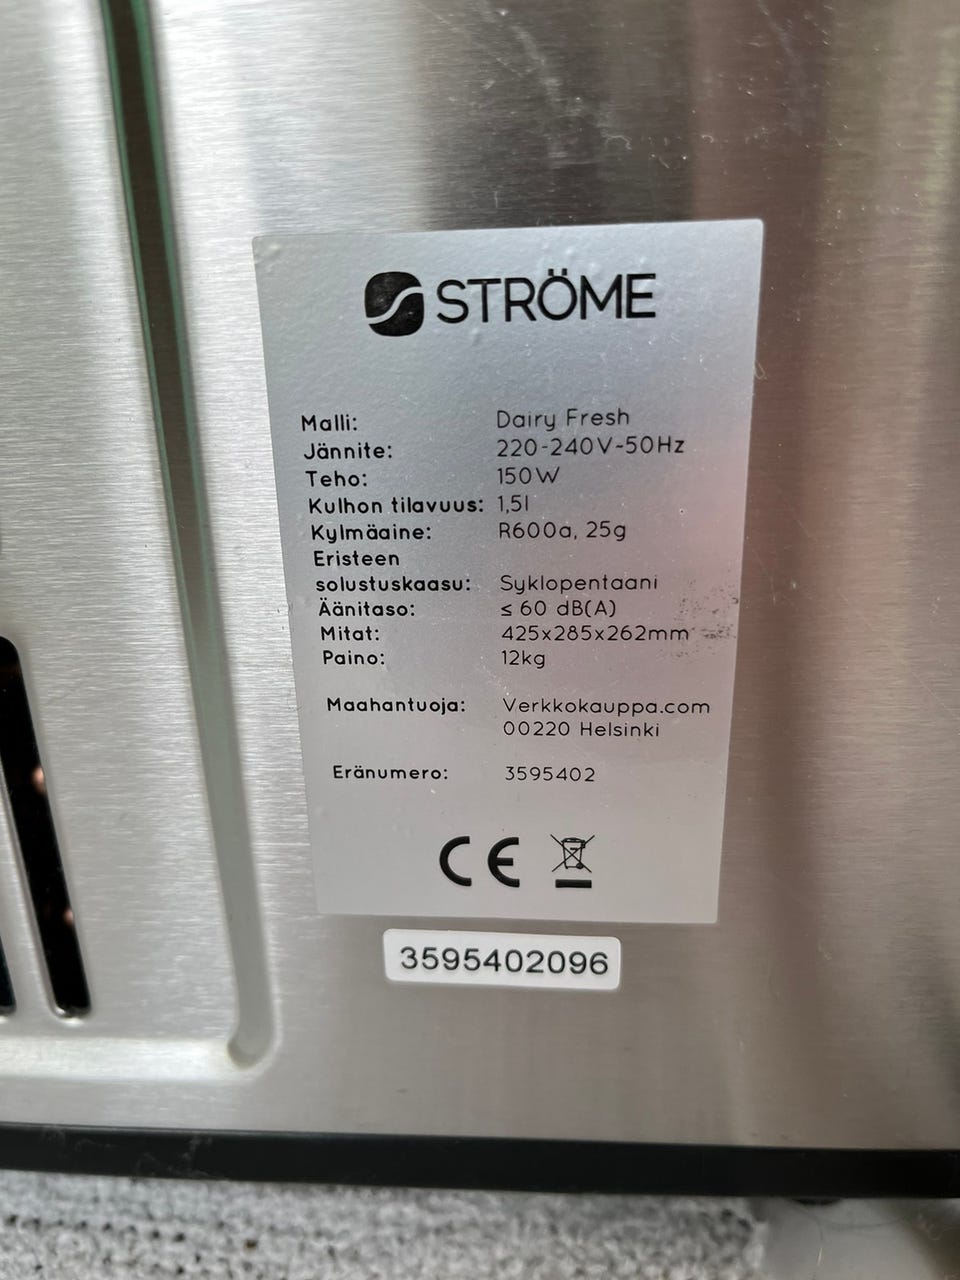 STRÖME
Malli: Dairy Fresh
Jännite: 220-240V~50Hz
Teho: 150W
Kulhon tilavuus: 1,5l
Kylmäaine: R600a, 25g
Eristeen
solustuskaasu: Syklopentaani
Äänitaso: ≤ 60 dB(A)
Mitat: 425x285x262mm
Paino: 12kg
Maahantuoja: Verkkokauppa.com
00220 Helsinki
Eränumero: 3595402
CE
3595402096